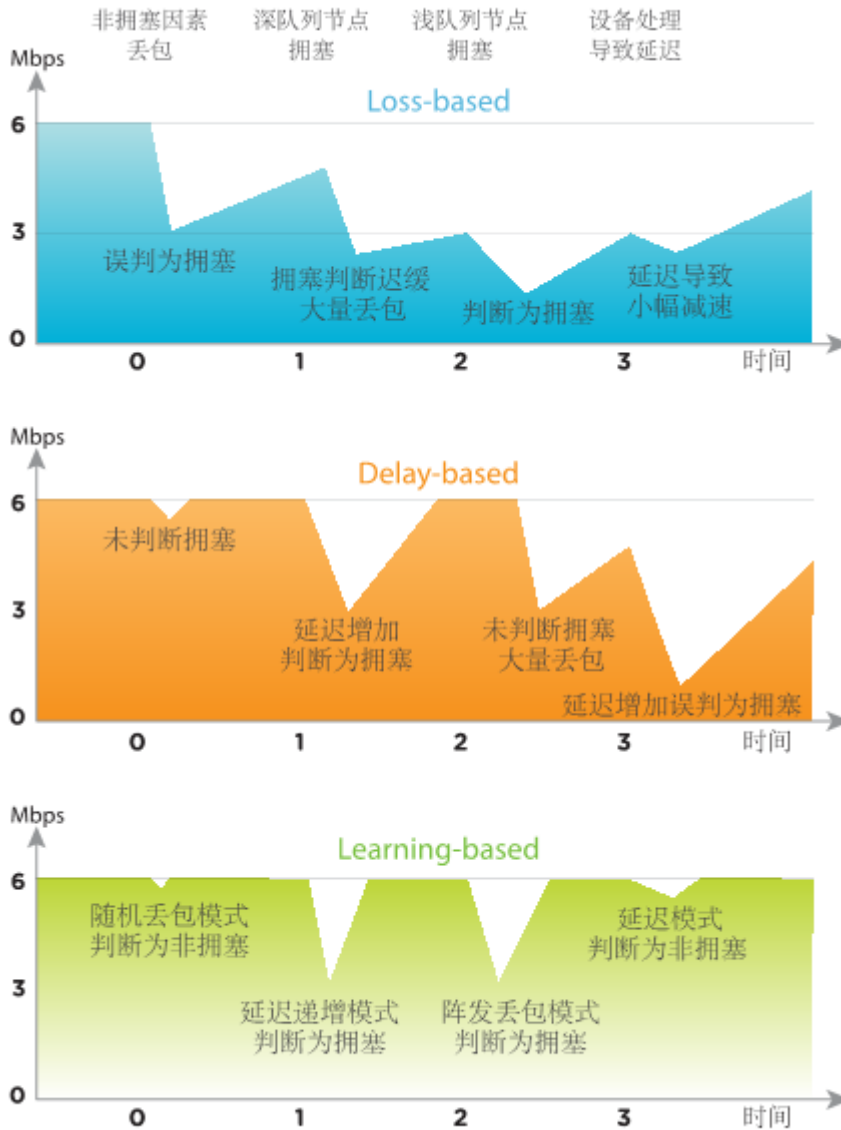 非拥塞因素 深队列节点 浅队列节点 设备处理
丢包 拥塞 拥塞 导致延迟
Mbps
Loss-based
6
3
误判为拥塞
拥塞判断迟缓
大量丢包
判断为拥塞
延迟导致
小幅减速
0
0 1 2 3 时间
Mbps
Delay-based
6
未判断拥塞
3
延迟增加
判断为拥塞
未判断拥塞
大量丢包
延迟增加误判为拥塞
0
0 1 2 3 时间
Mbps
Learning-based
6
随机丢包模式
判断为非拥塞
延迟模式
判断为非拥塞
3
延迟递增模式
判断为拥塞
阵发丢包模式
判断为拥塞
0
0 1 2 3 时间